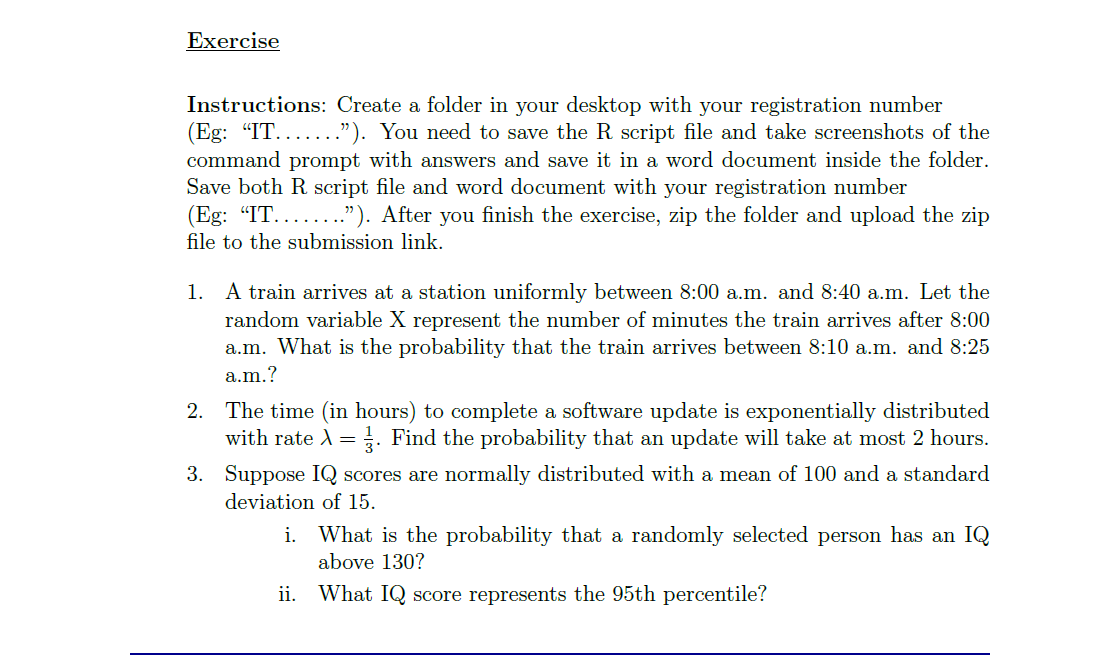 Exercise
Instructions: Create a folder in your desktop with your registration number
(Eg: “IT.......”). You need to save the R script file and take screenshots of the
command prompt with answers and save it in a word document inside the folder.
Save both R script file and word document with your registration number
(Eg: “IT........”). After you finish the exercise, zip the folder and upload the zip
file to the submission link.
1. A train arrives at a station uniformly between 8:00 a.m. and 8:40 a.m. Let the
random variable X represent the number of minutes the train arrives after 8:00
a.m. What is the probability that the train arrives between 8:10 a.m. and 8:25
a.m.?
2. The time (in hours) to complete a software update is exponentially distributed
with rate λ = 1/3. Find the probability that an update will take at most 2 hours.
3. Suppose IQ scores are normally distributed with a mean of 100 and a standard
deviation of 15.
i. What is the probability that a randomly selected person has an IQ
above 130?
ii. What IQ score represents the 95th percentile?